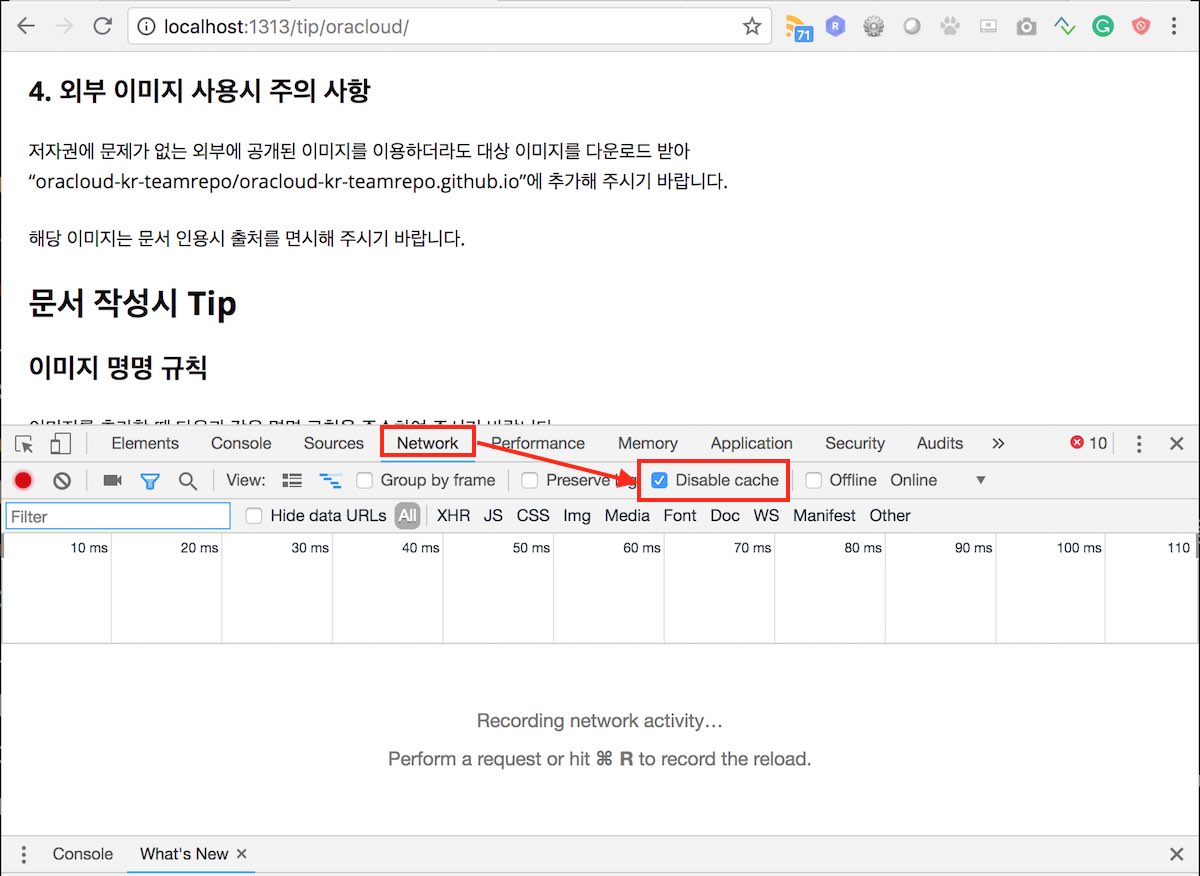 localhost:1313/tip/oracloud/
71
R
G
4. 외부 이미지 사용시 주의 사항
저자권에 문제가 없는 외부에 공개된 이미지를 이용하더라도 대상 이미지를 다운로드 받아
“oracloud-kr-teamrepo/oracloud-kr-teamrepo.github.io”에 추가해 주시기 바랍니다.
해당 이미지는 문서 인용시 출처를 면시해 주시기 바랍니다.
문서 작성시 Tip
이미지 명명 규칙
Elements Console Sources Network Performance Memory Application Security Audits » 10
View: Group by frame Preserve log Disable cache Offline Online ▼
Filter Hide data URLs All XHR JS CSS Img Media Font Doc WS Manifest Other
10 ms 20 ms 30 ms 40 ms 50 ms 60 ms 70 ms 80 ms 90 ms 100 ms 110
Recording network activity…
Perform a request or hit ⌘ R to record the reload.
Console What's New ×